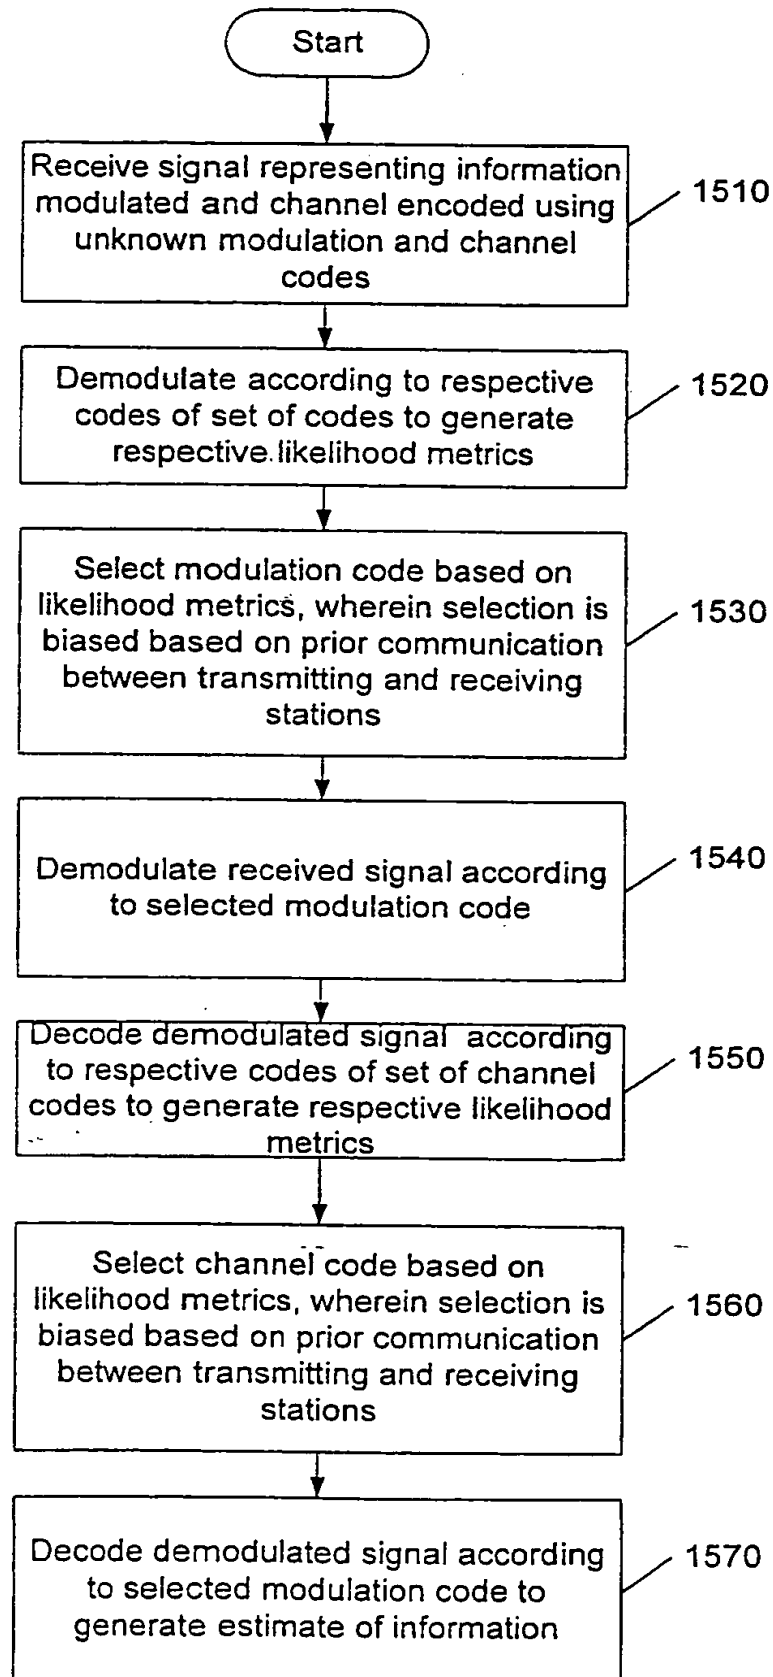 Start
Receive signal representing information
modulated and channel encoded using
unknown modulation and channel
codes
1510
Demodulate according to respective
codes of set of codes to generate
respective likelihood metrics
1520
Select modulation code based on
likelihood metrics, wherein selection is
biased based on prior communication
between transmitting and receiving
stations
1530
Demodulate received signal according
to selected modulation code
1540
Decode demodulated signal according
to respective codes of set of channel
codes to generate respective likelihood
metrics
1550
Select channel code based on
likelihood metrics, wherein selection is
biased based on prior communication
between transmitting and receiving
stations
1560
Decode demodulated signal according
to selected modulation code to
generate estimate of information
1570